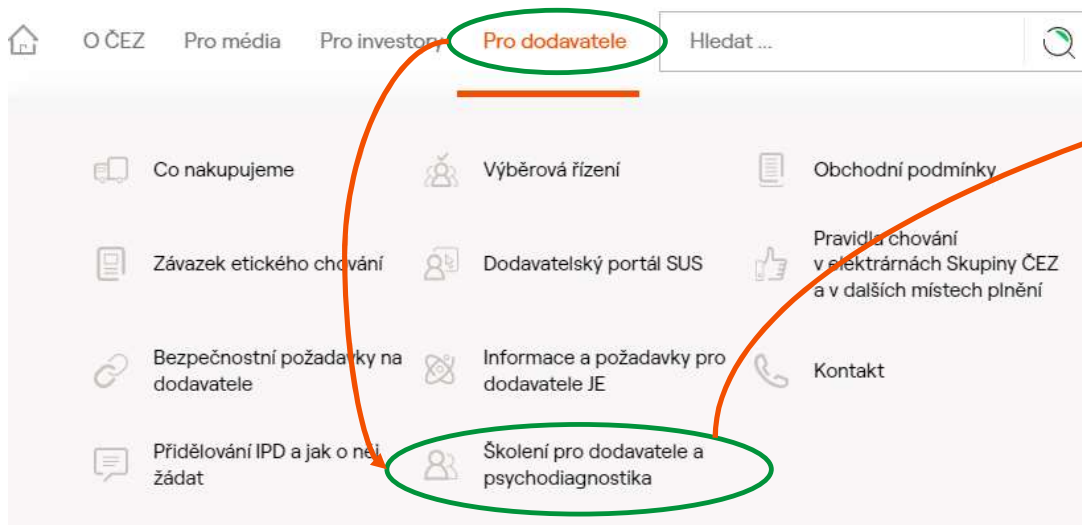 O ČEZ Pro média Pro investory Pro dodavatele Hledat ...
Co nakupujeme
Výběrová řízení
Obchodní podmínky
Závazek etického chování
Dodavatelský portál SUS
Pravidla chování
v elektrárnách Skupiny ČEZ
a v dalších místech plnění
Bezpečnostní požadavky na
dodavatele
Informace a požadavky pro
dodavatele JE
Kontakt
Přidělování IPD a jak o něj
žádat
Školení pro dodavatele a
psychodiagnostika